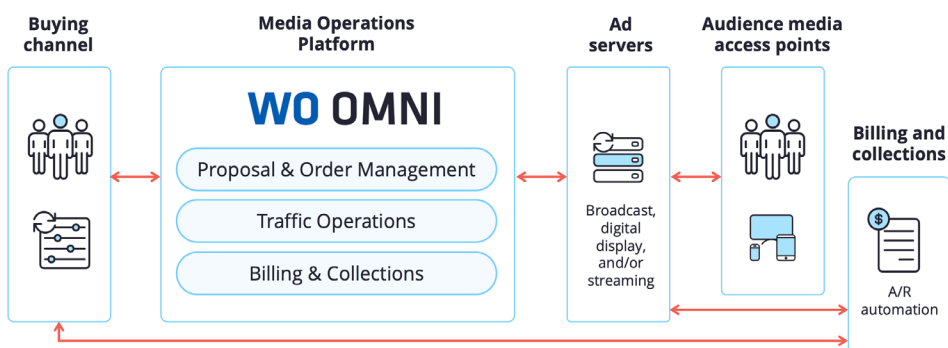 Buying
channel
Media Operations
Platform
Ad
servers
Audience media
access points
WO OMNI
Proposal & Order Management
Traffic Operations
Billing & Collections
Broadcast,
digital
display,
and/or
streaming
Billing and
collections
$
A/R
automation